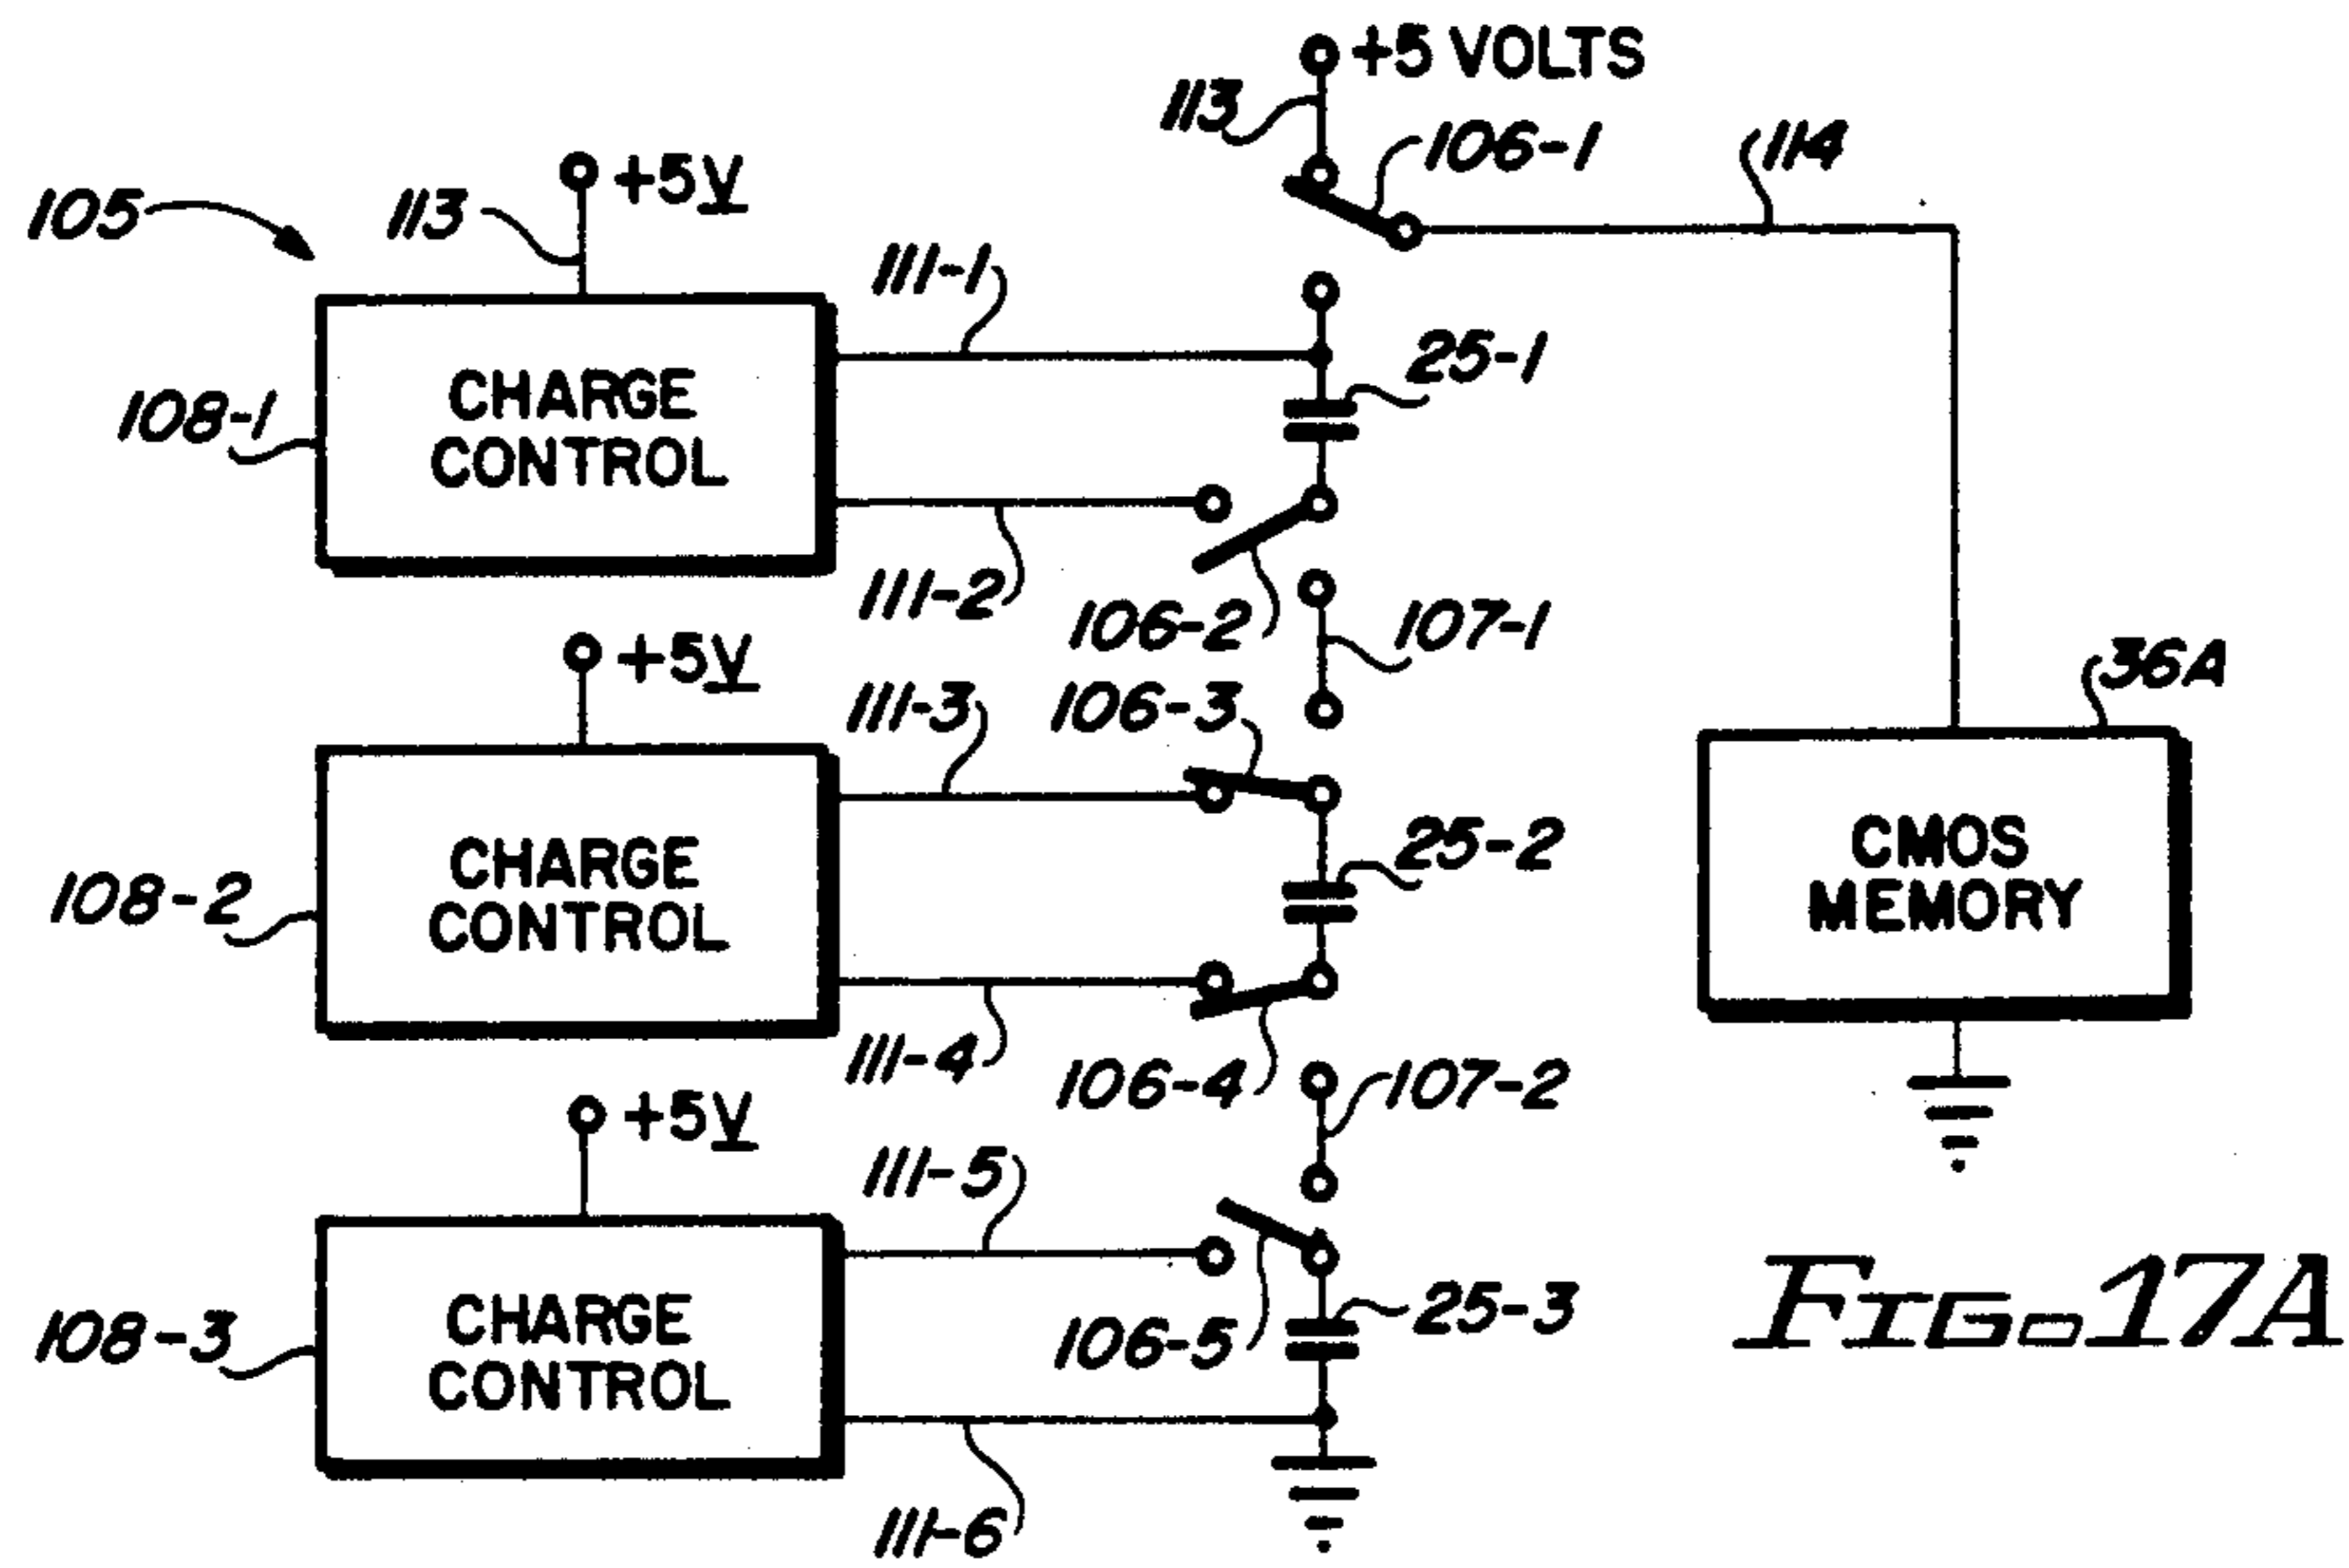 +5 VOLTS
113
106-1
114
105
113
+5V
111-1
25-1
108-1
CHARGE
CONTROL
111-2
106-2
107-1
+5V
111-3
106-3
36A
108-2
CHARGE
CONTROL
25-2
CMOS
MEMORY
111-4
106-4
107-2
+5V
111-5
108-3
CHARGE
CONTROL
106-5
25-3
111-6
FIG. 17A